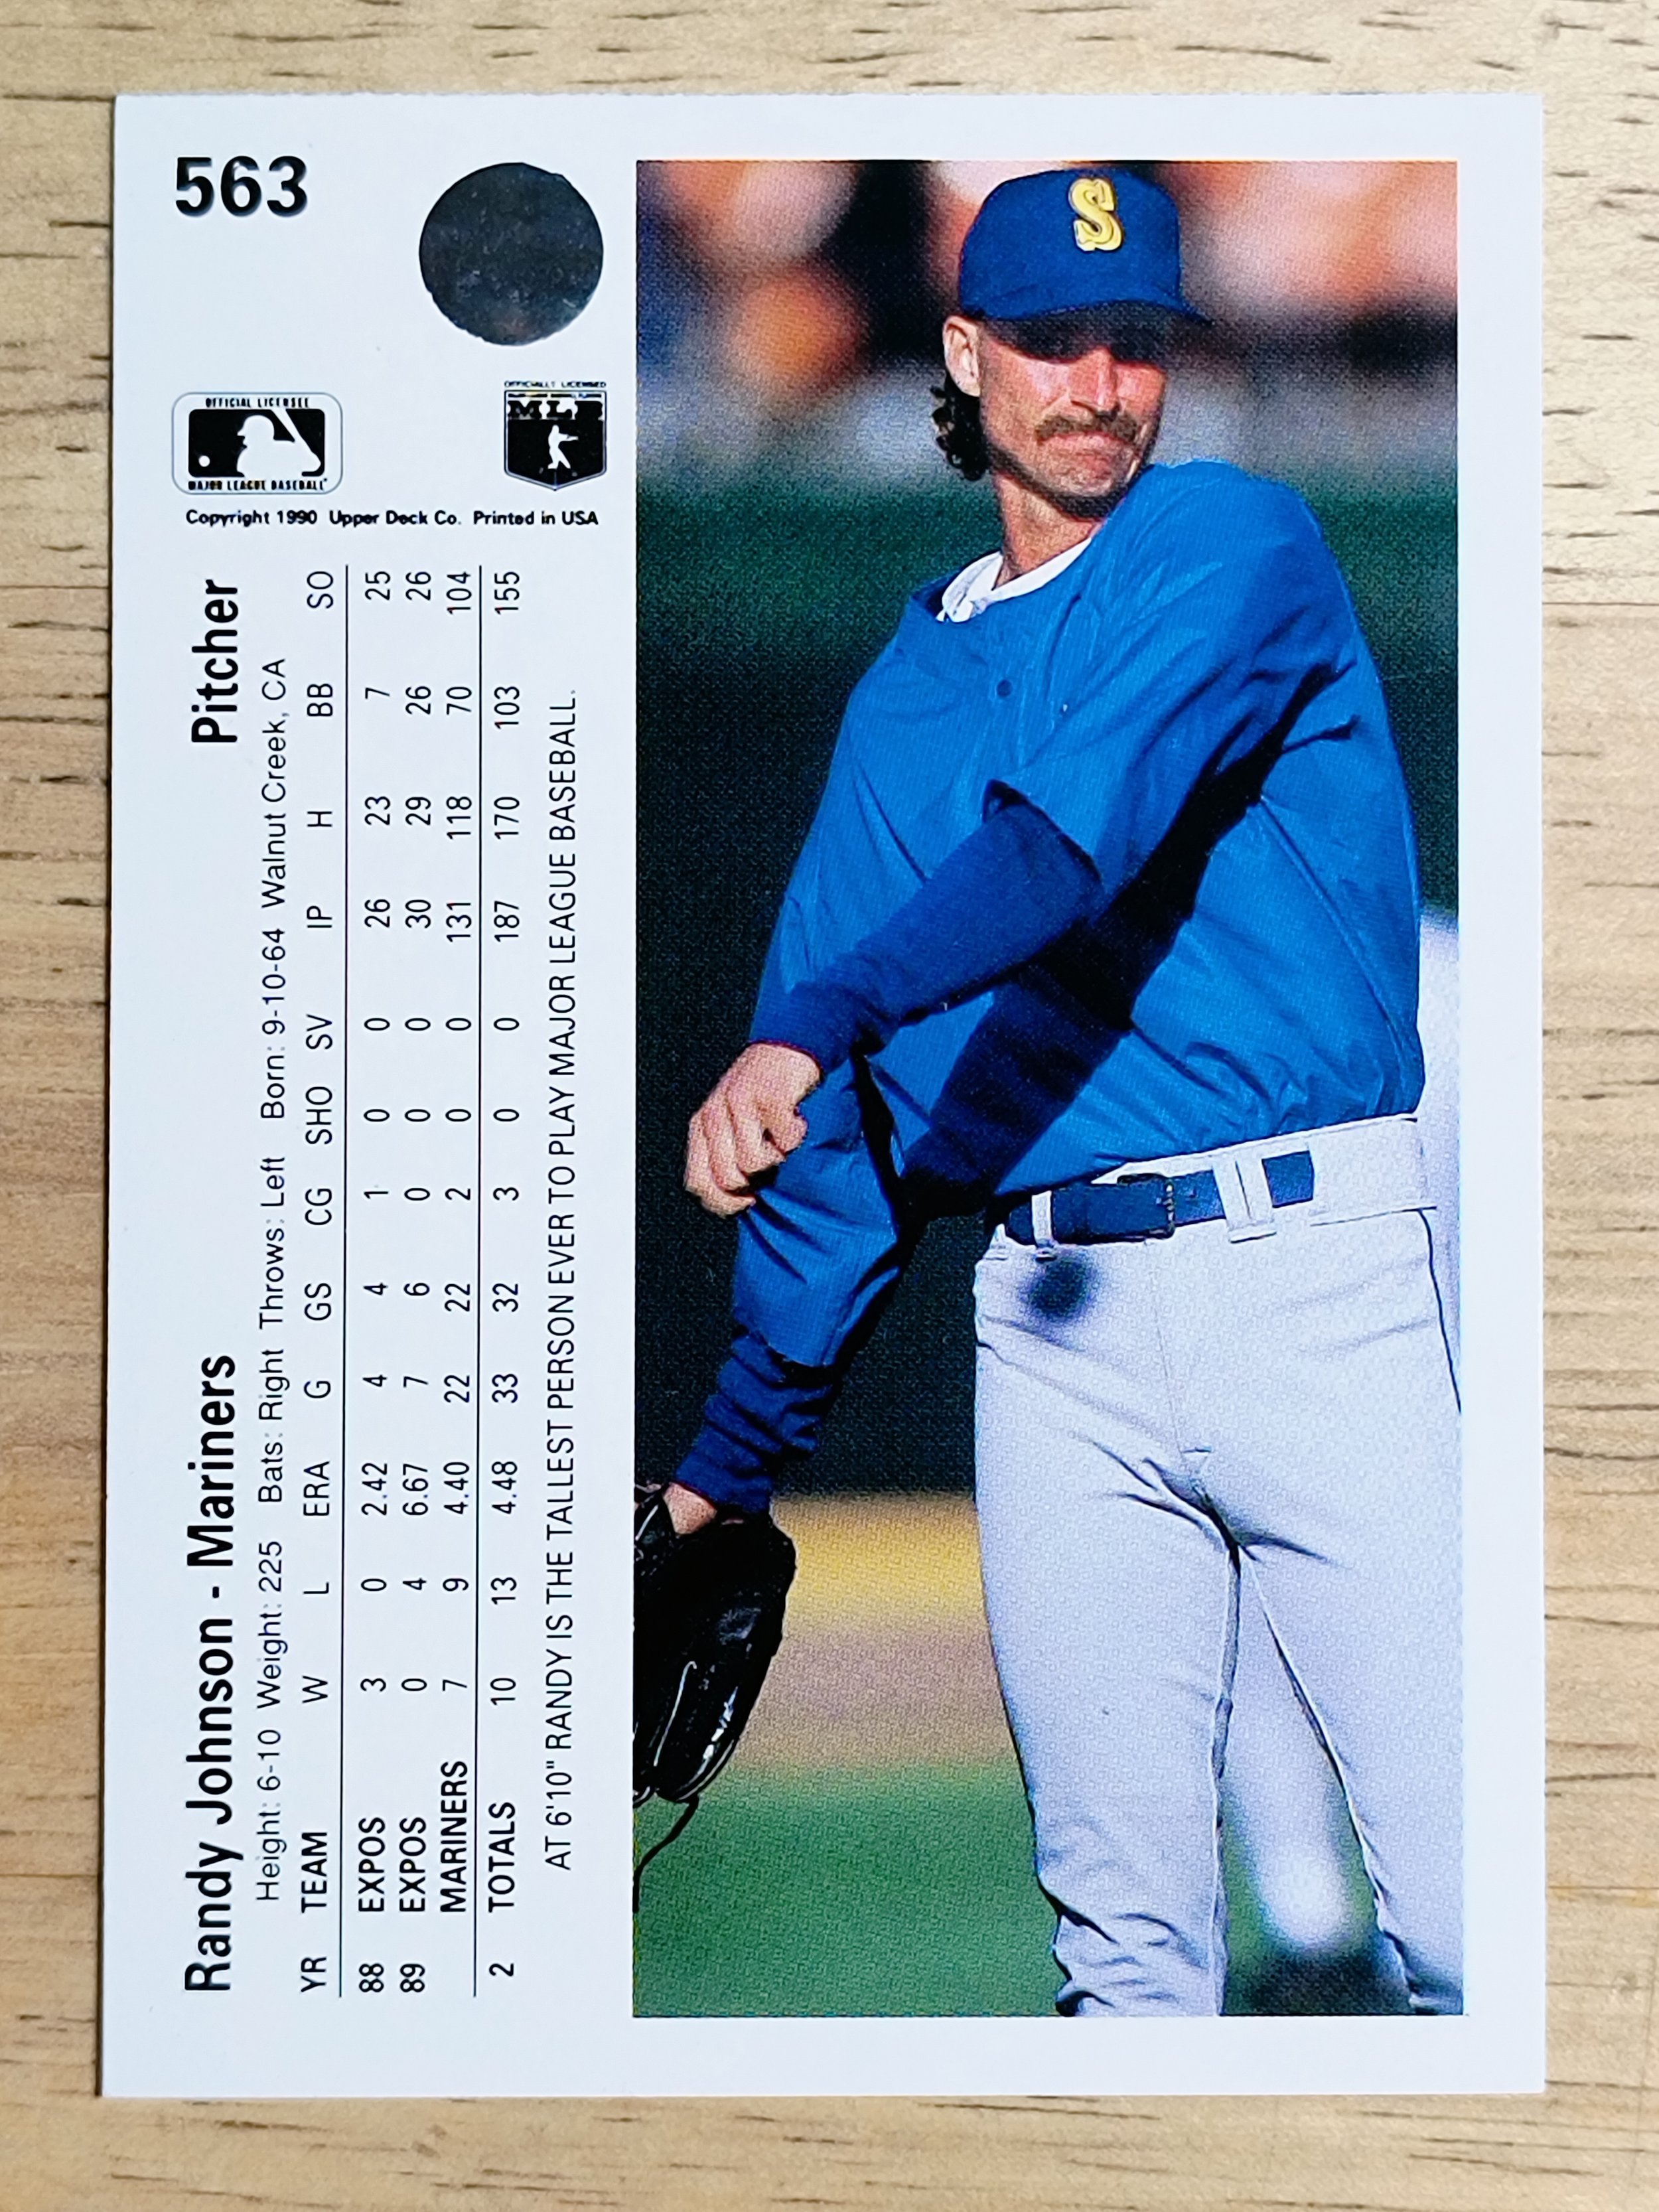 563
OFFICIAL LICENSEE
MAJOR LEAGUE BASEBALL
OFFICIALLY LICENSED
MLB
Copyright 1990 Upper Deck Co. Printed in USA
Randy Johnson - Mariners Pitcher
Height: 6-10 Weight: 225 Bats: Right Throws: Left Born: 9-10-64 Walnut Creek, CA
YR TEAM W L ERA G GS CG SHO SV IP H BB SO
88 EXPOS 3 0 2.42 4 4 1 0 0 26 23 7 25
89 EXPOS 0 4 6.67 7 6 0 0 0 30 29 26 26
MARINERS 7 9 4.40 22 22 2 0 0 131 118 70 104
2 TOTALS 10 13 4.48 33 32 3 0 0 187 170 103 155
AT 6'10" RANDY IS THE TALLEST PERSON EVER TO PLAY MAJOR LEAGUE BASEBALL.
S